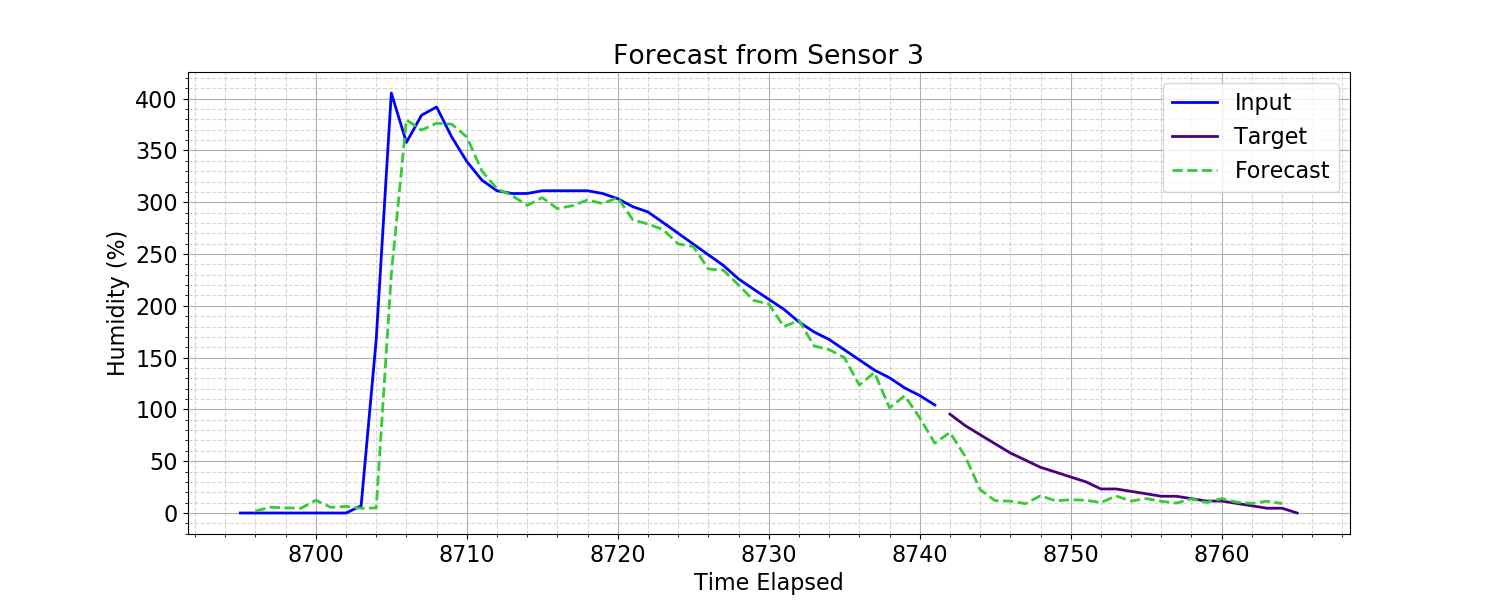 Forecast from Sensor 3
Humidity (%)
400
350
300
250
200
150
100
50
0
Input
Target
Forecast
8700 8710 8720 8730 8740 8750 8760
Time Elapsed